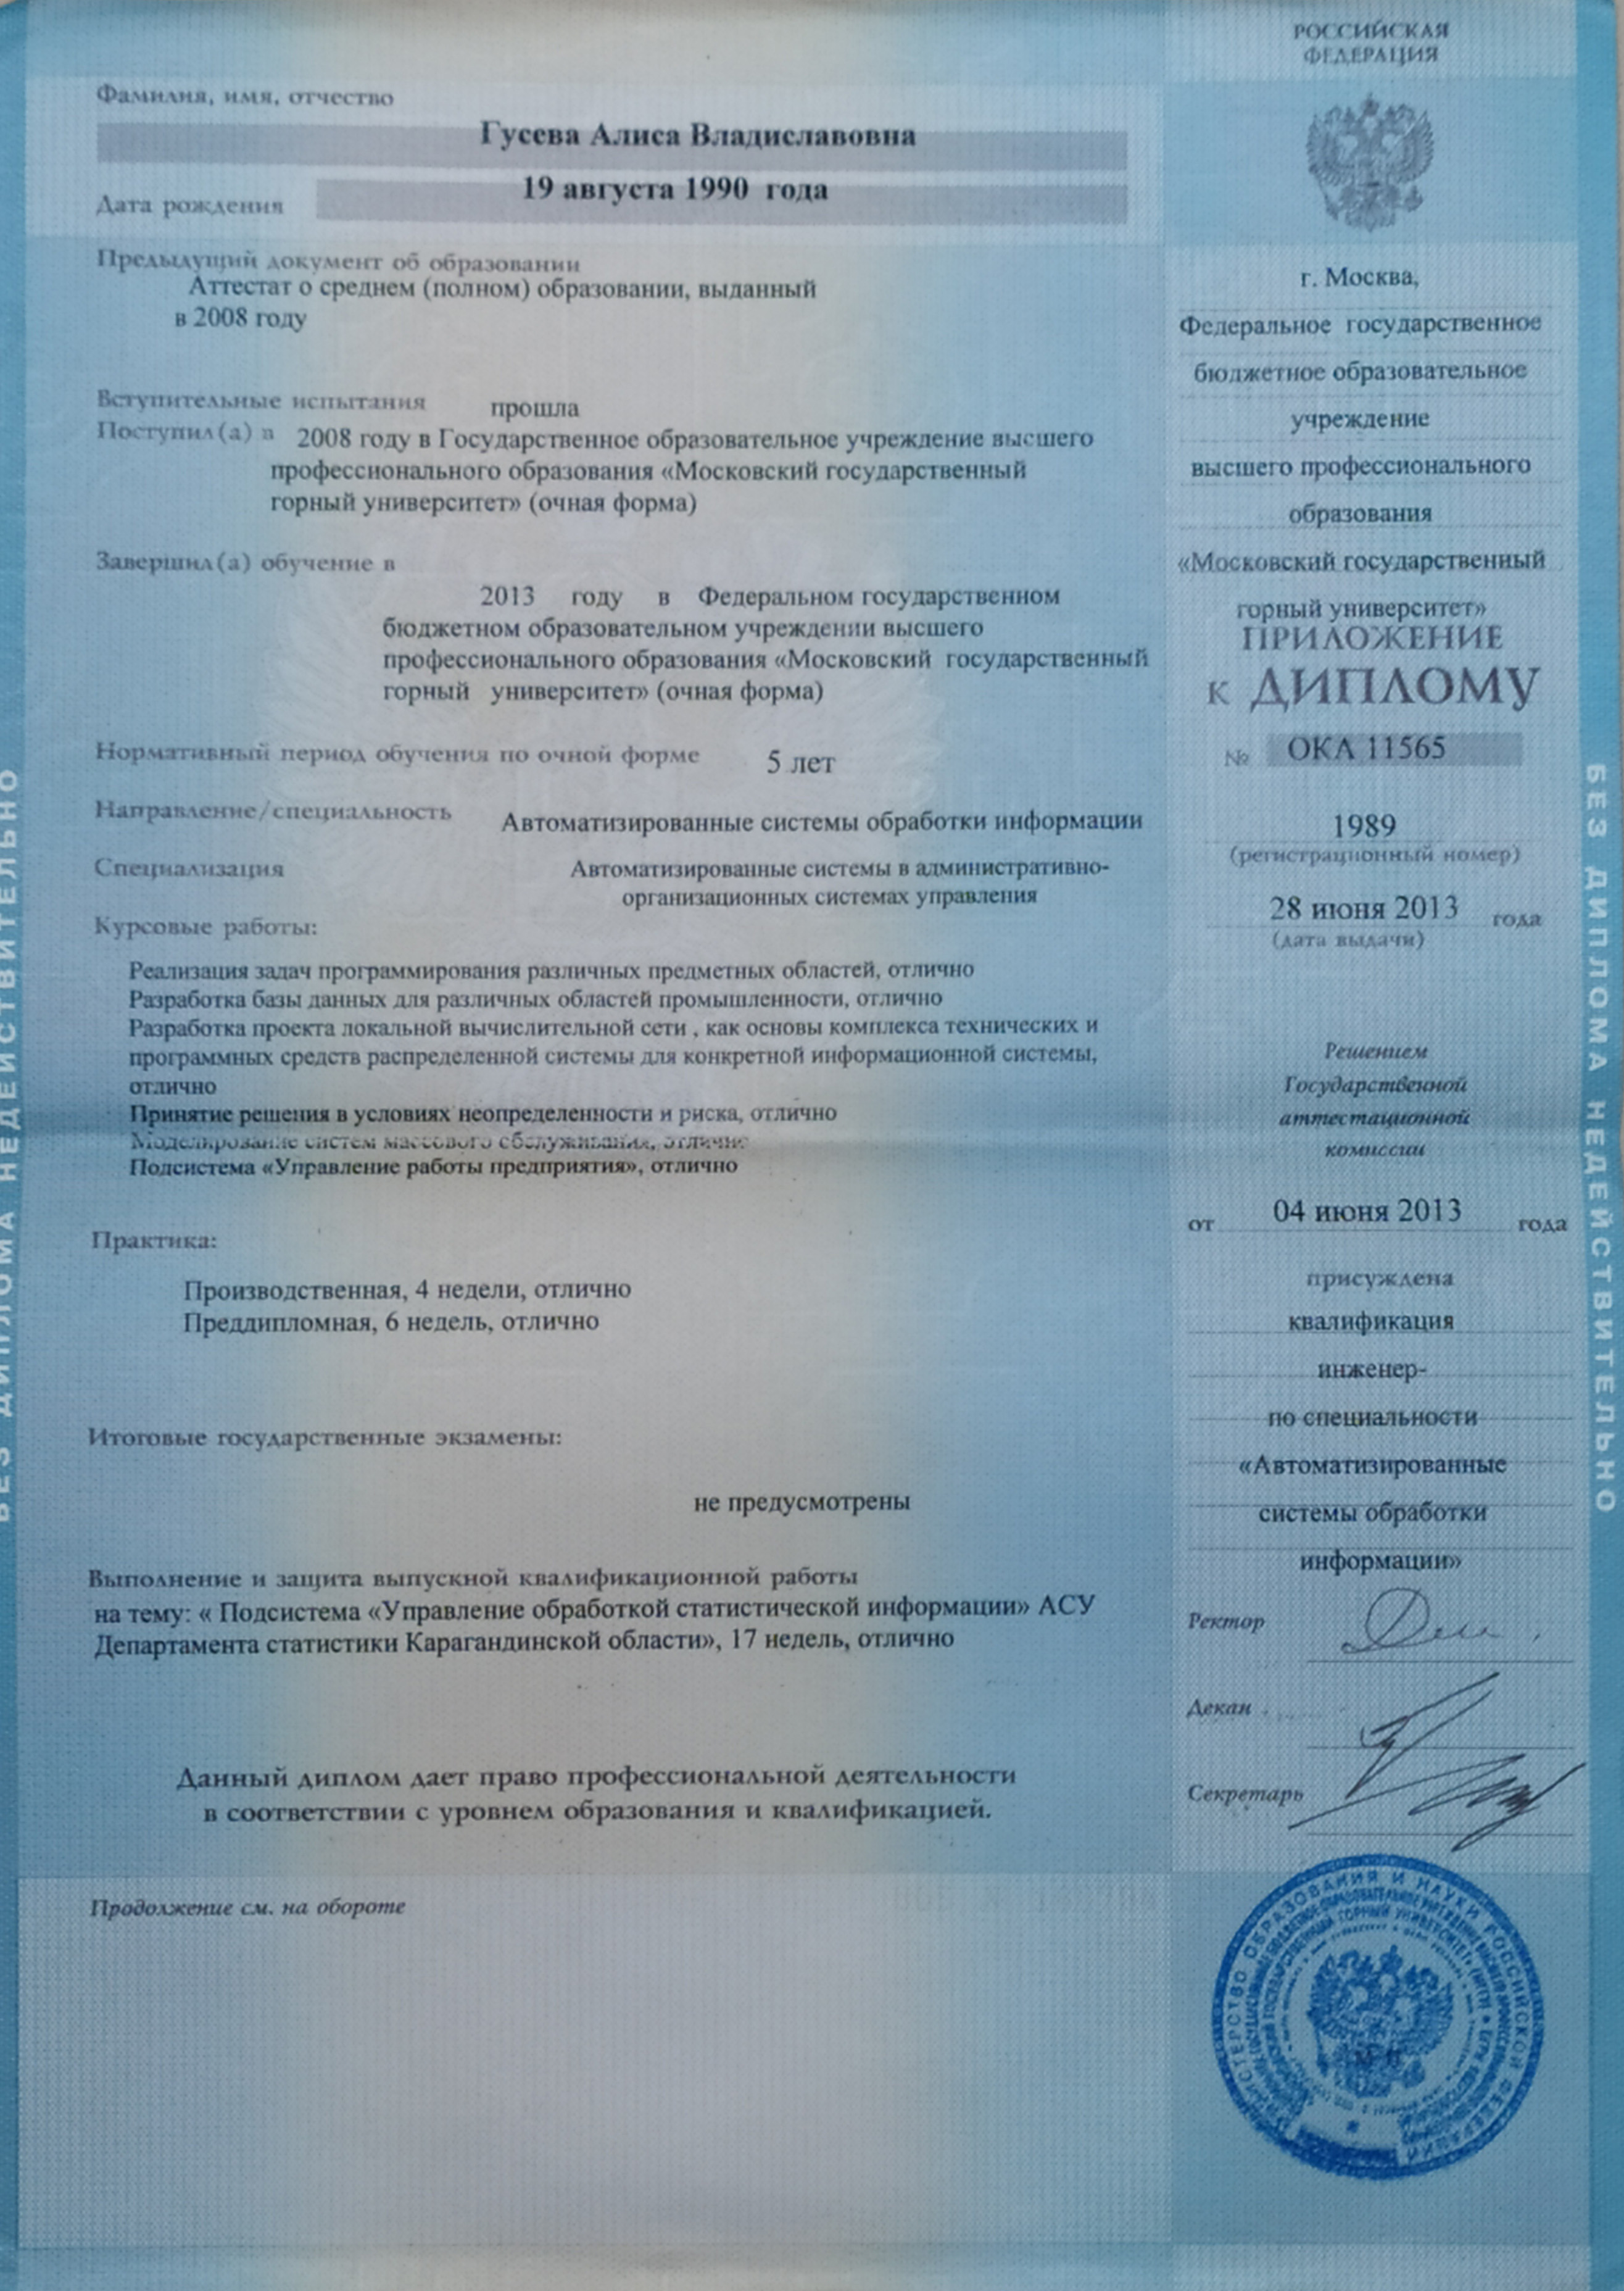 Фамилия, имя, отчество
Гусева Алиса Владиславовна
19 августа 1990 года
Дата рождения
Предыдущий документ об образовании
Аттестат о среднем (полном) образовании, выданный
в 2008 году
Вступительные испытания прошла
Поступил(а) в 2008 году в Государственное образовательное учреждение высшего
профессионального образования «Московский государственный
горный университет» (очная форма)
Завершил(а) обучение в
2013 году в Федеральном государственном
бюджетном образовательном учреждении высшего
профессионального образования «Московский государственный
горный университет» (очная форма)
Нормативный период обучения по очной форме 5 лет
Направление/специальность Автоматизированные системы обработки информации
Специализация Автоматизированные системы в административно-
организационных системах управления
Курсовые работы:
Реализация задач программирования различных предметных областей, отлично
Разработка базы данных для различных областей промышленности, отлично
Разработка проекта локальной вычислительной сети , как основы комплекса технических и
программных средств распределенной системы для конкретной информационной системы,
отлично
Принятие решения в условиях неопределенности и риска, отлично
Моделирование систем массового обслуживания, отлично
Подсистема «Управление работы предприятия», отлично
Практика:
Производственная, 4 недели, отлично
Преддипломная, 6 недель, отлично
Итоговые государственные экзамены:
не предусмотрены
Выполнение и защита выпускной квалификационной работы
на тему: « Подсистема «Управление обработкой статистической информации» АСУ
Департамента статистики Карагандинской области», 17 недель, отлично
Данный диплом дает право профессиональной деятельности
в соответствии с уровнем образования и квалификацией.
Продолжение см. на обороте
РОССИЙСКАЯ
ФЕДЕРАЦИЯ
г. Москва,
Федеральное государственное
бюджетное образовательное
учреждение
высшего профессионального
образования
«Московский государственный
горный университет»
ПРИЛОЖЕНИЕ
к ДИПЛОМУ
№ ОКА 11565
1989
(регистрационный номер)
28 июня 2013 года
(дата выдачи)
Решением
Государственной
аттестационной
комиссии
от 04 июня 2013 года
присуждена
квалификация
инженер-
по специальности
«Автоматизированные
системы обработки
информации»
Ректор
Декан
Секретарь
БЕЗ ДИПЛОМА НЕДЕЙСТВИТЕЛЬНО
БЕЗ ДИПЛОМА НЕДЕЙСТВИТЕЛЬНО
МИНИСТЕРСТВО ОБРАЗОВАНИЯ И НАУКИ РОССИЙСКОЙ ФЕДЕРАЦИИ